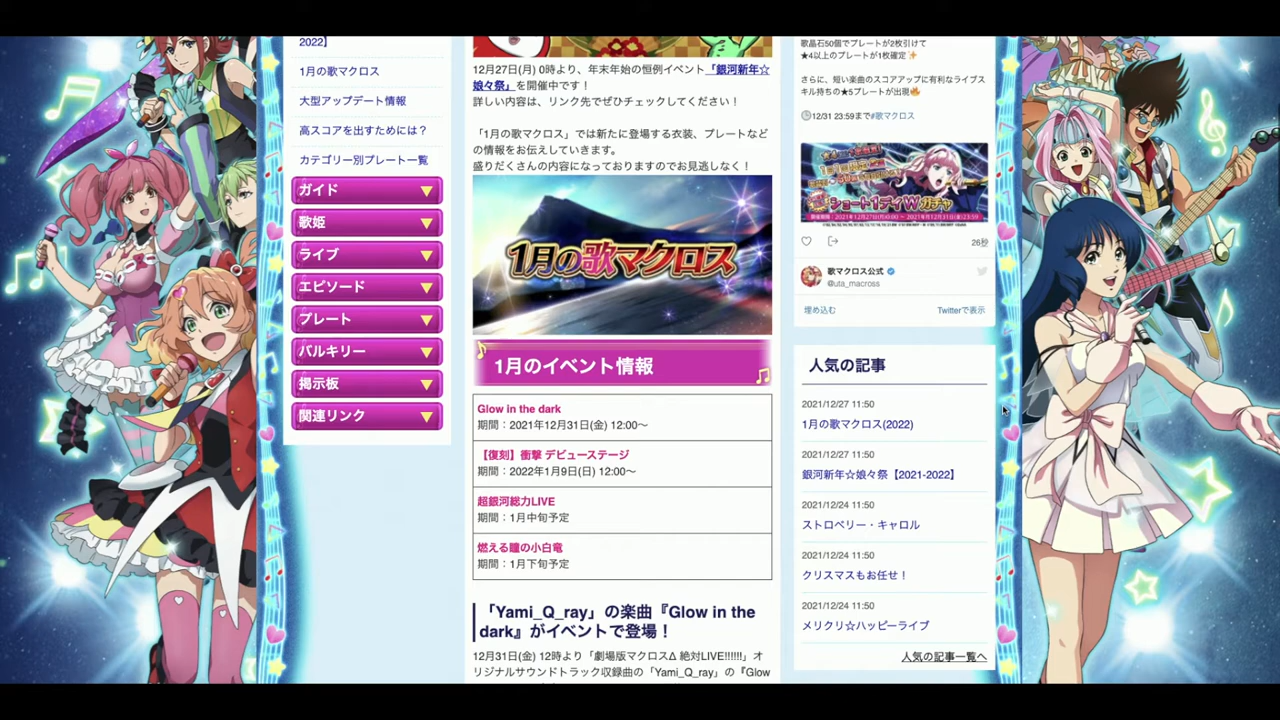 2022】
1月の歌マクロス
大型アップデート情報
高スコアを出すためには？
カテゴリー別プレート一覧
ガイド
歌姫
ライブ
エピソード
プレート
バルキリー
掲示板
関連リンク
12月27日(月) 0時より、年末年始の恒例イベント「銀河新年☆
娘々祭」を開催中です！
詳しい内容は、リンク先でぜひチェックしてください！
「1月の歌マクロス」では新たに登場する衣装、プレートなど
の情報をお伝えしていきます。
盛りだくさんの内容になっておりますのでお見逃しなく！
1月の歌マクロス
1月のイベント情報
Glow in the dark
期間：2021年12月31日(金) 12:00〜
【復刻】衝撃 デビューステージ
期間：2022年1月9日(日) 12:00〜
超銀河総力LIVE
期間：1月中旬予定
燃える瞳の小白竜
期間：1月下旬予定
「Yami_Q_ray」の楽曲『Glow in the
dark』がイベントで登場！
12月31日(金) 12時より「劇場版マクロスΔ 絶対LIVE!!!!!!」オ
リジナルサウンドトラック収録曲の「Yami_Q_ray」の『Glow
歌晶石50個でプレートが2枚引けて
★4以上のプレートが1枚確定✨
さらに、短い楽曲のスコアアップに有利なライブス
キル持ちの★5プレートが出現🔥
12/31 23:59まで#歌マクロス
ショート1デイWガチャ
26秒
歌マクロス公式
@uta_macross
埋め込む
Twitterで表示
人気の記事
2021/12/27 11:50
1月の歌マクロス(2022)
2021/12/27 11:50
銀河新年☆娘々祭【2021-2022】
2021/12/24 11:50
ストロベリー・キャロル
2021/12/24 11:50
クリスマスもお任せ！
2021/12/24 11:50
メリクリ☆ハッピーライブ
人気の記事一覧へ